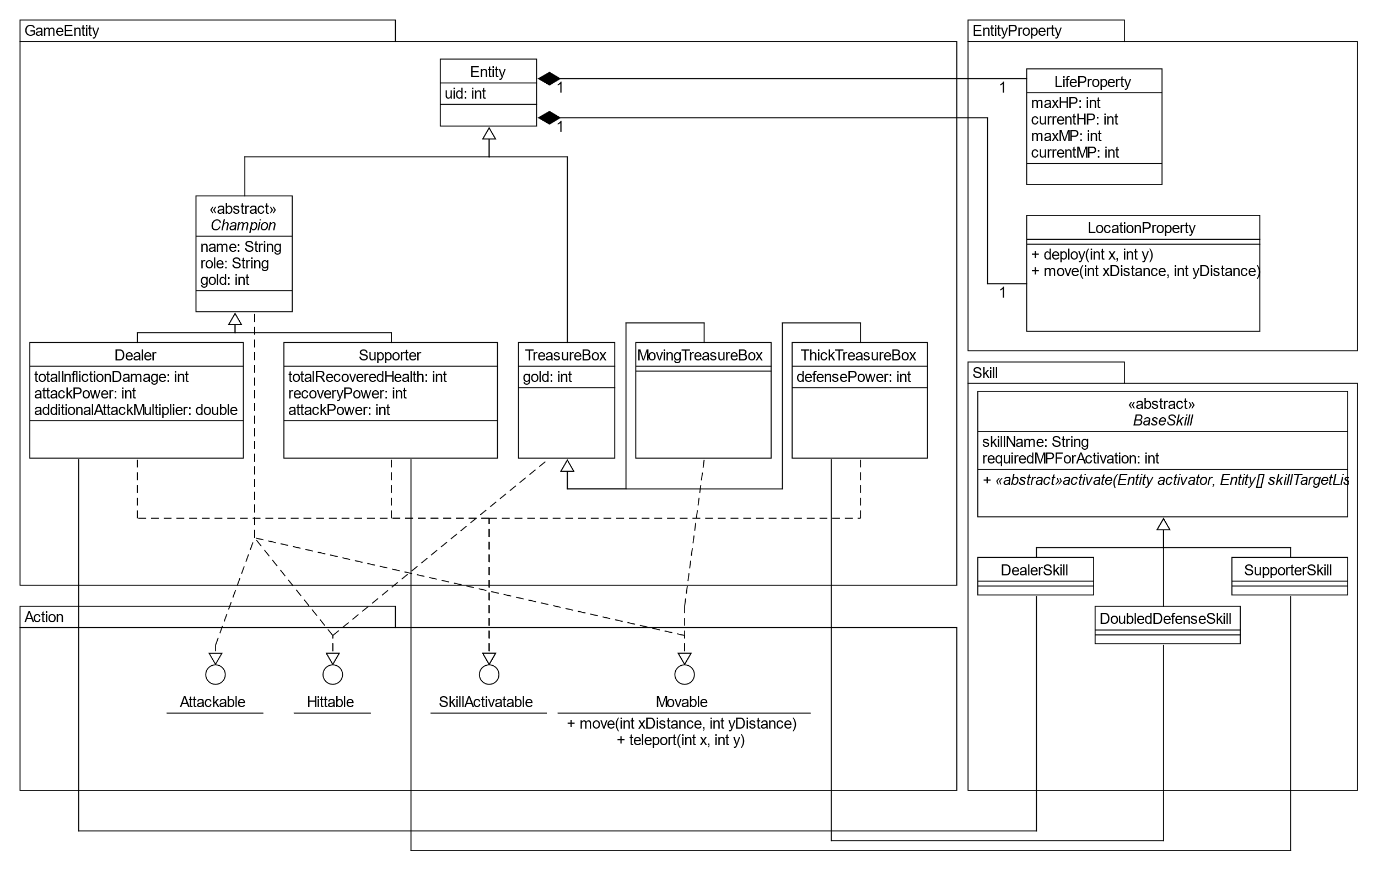 GameEntity
EntityProperty
Entity
uid: int
1
1
1
1
LifeProperty
maxHP: int
currentHP: int
maxMP: int
currentMP: int
LocationProperty
+ deploy(int x, int y)
+ move(int xDistance, int yDistance)
«abstract»
Champion
name: String
role: String
gold: int
Dealer
totalInflictionDamage: int
attackPower: int
additionalAttackMultiplier: double
Supporter
totalRecoveredHealth: int
recoveryPower: int
attackPower: int
TreasureBox
gold: int
MovingTreasureBox
ThickTreasureBox
defensePower: int
Skill
«abstract»
BaseSkill
skillName: String
requiredMPForActivation: int
+ «abstract»activate(Entity activator, Entity[] skillTargetLis
DealerSkill
SupporterSkill
DoubledDefenseSkill
Action
Attackable
Hittable
SkillActivatable
Movable
+ move(int xDistance, int yDistance)
+ teleport(int x, int y)